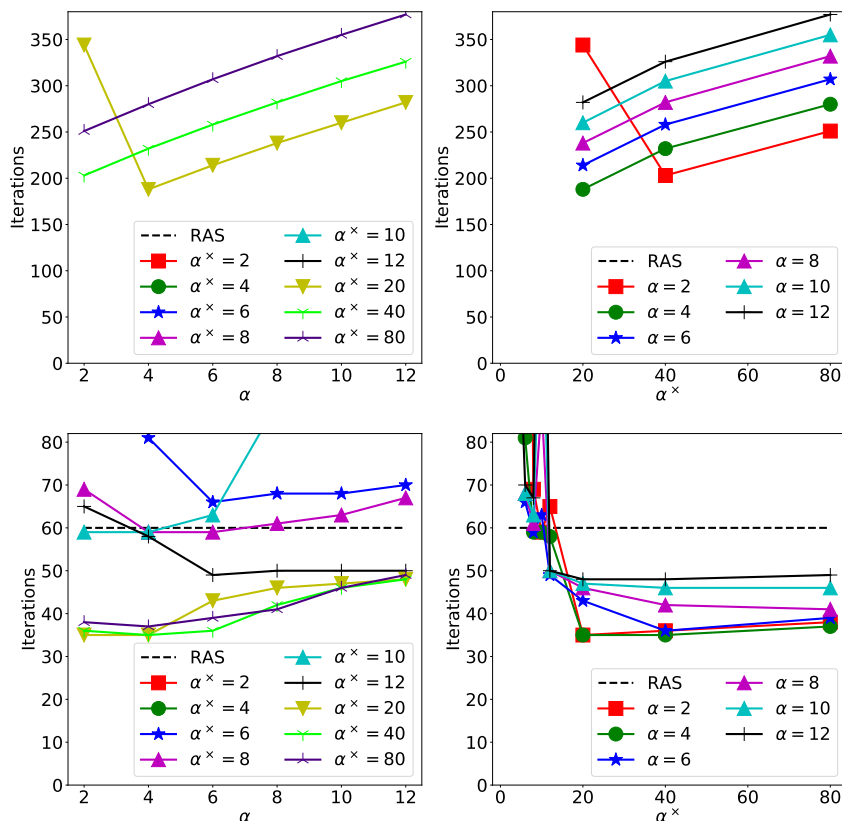 350
300
250
200
150
100
50
0
Iterations
RAS
α× = 2
α× = 4
α× = 6
α× = 8
α× = 10
α× = 12
α× = 20
α× = 40
α× = 80
2 4 6 8 10 12
α
350
300
250
200
150
100
50
0
Iterations
RAS
α = 2
α = 4
α = 6
α = 8
α = 10
α = 12
0 20 40 60 80
α×
80
70
60
50
40
30
20
10
0
Iterations
RAS
α× = 2
α× = 4
α× = 6
α× = 8
α× = 10
α× = 12
α× = 20
α× = 40
α× = 80
2 4 6 8 10 12
α
80
70
60
50
40
30
20
10
0
Iterations
RAS
α = 2
α = 4
α = 6
α = 8
α = 10
α = 12
0 20 40 60 80
α×